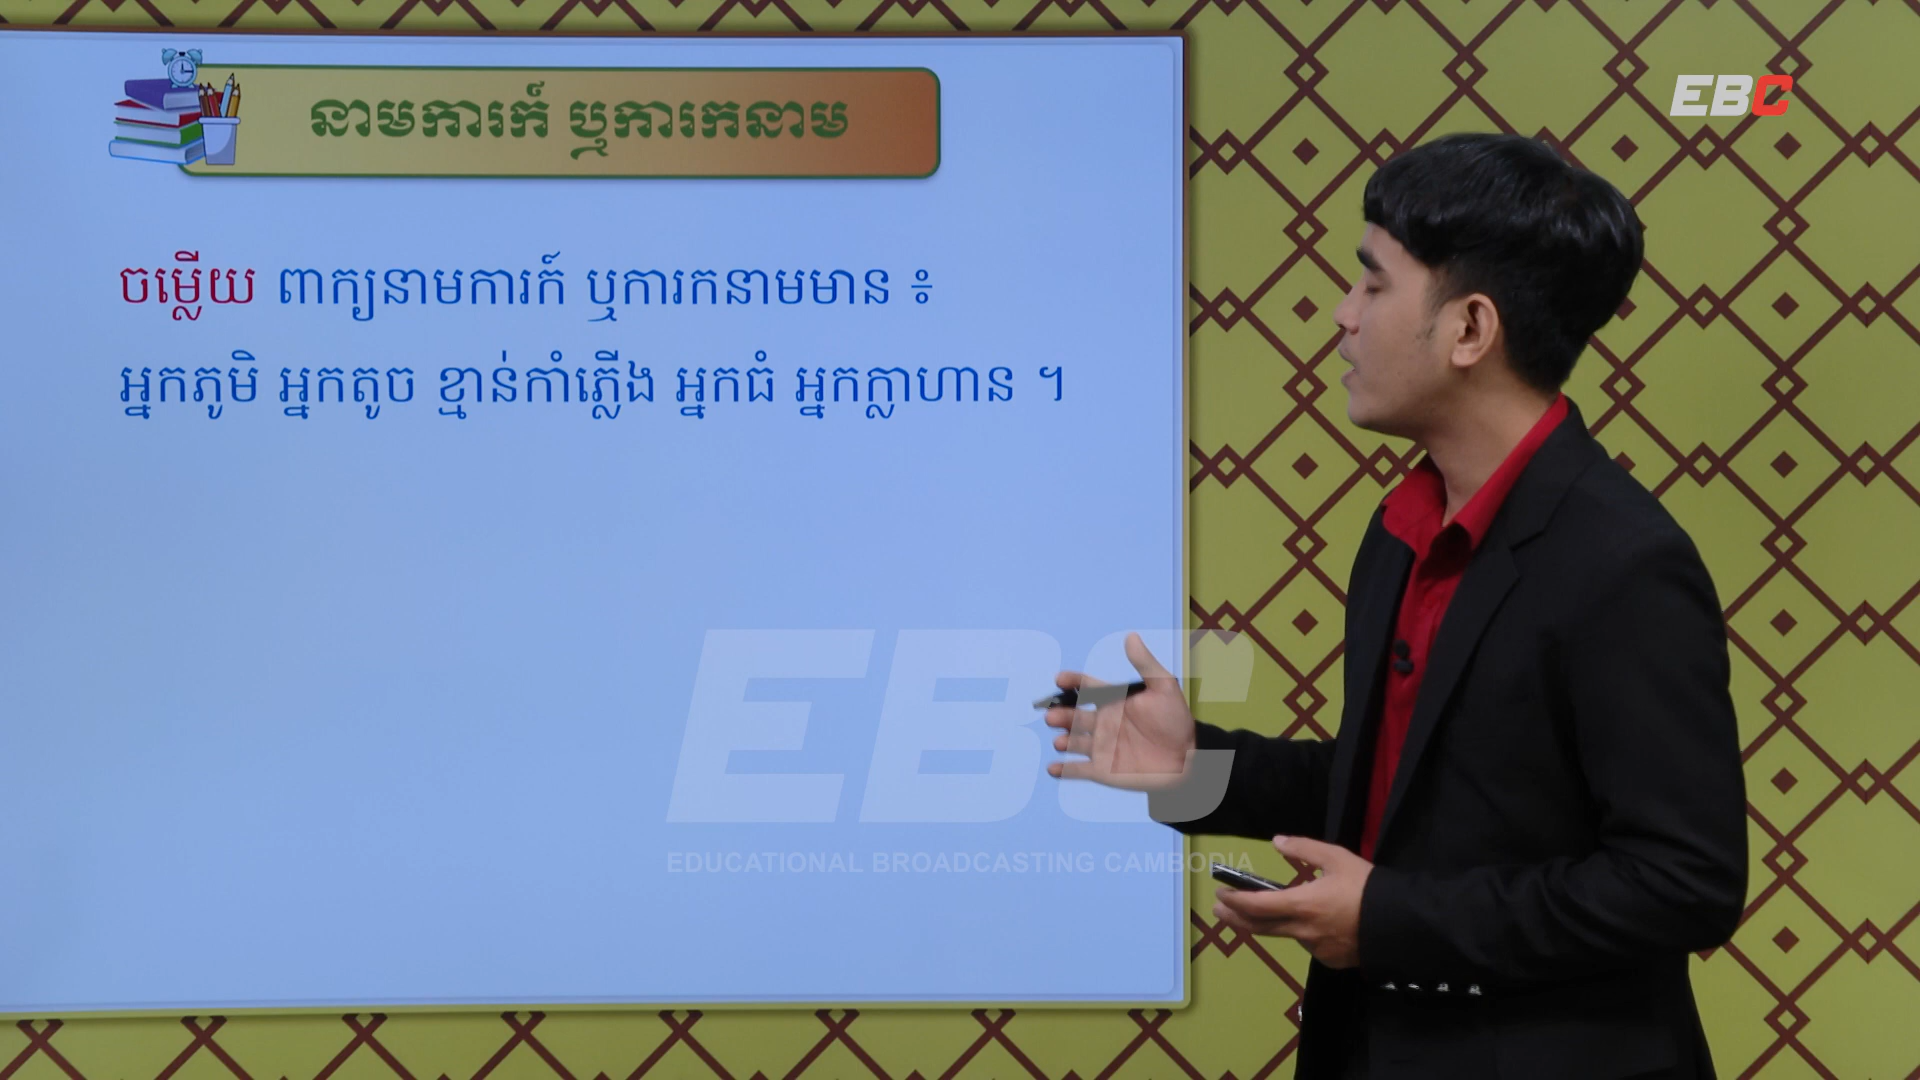 នាមការក៍ ឬការកនាម
ចម្លើយ ពាក្យនាមការក៍ ឬការកនាមមាន ៖
អ្នកភូមិ អ្នកតូច ខ្មាន់កាំភ្លើង អ្នកធំ អ្នកក្លាហាន ។
EBC
EBC
EDUCATIONAL BROADCASTING CAMBODIA